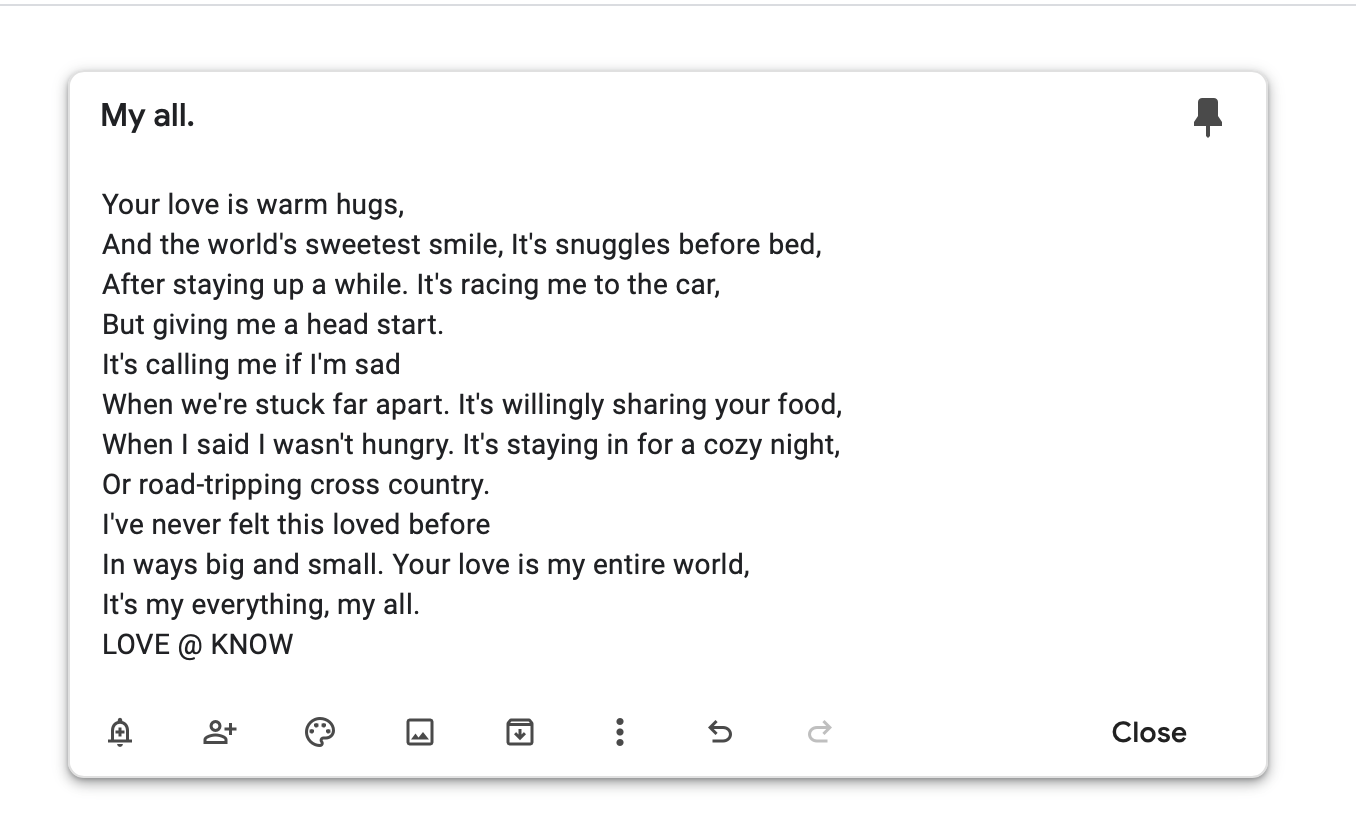 My all.
Your love is warm hugs,
And the world's sweetest smile, It's snuggles before bed,
After staying up a while. It's racing me to the car,
But giving me a head start.
It's calling me if I'm sad
When we're stuck far apart. It's willingly sharing your food,
When I said I wasn't hungry. It's staying in for a cozy night,
Or road-tripping cross country.
I've never felt this loved before
In ways big and small. Your love is my entire world,
It's my everything, my all.
LOVE @ KNOW
Close